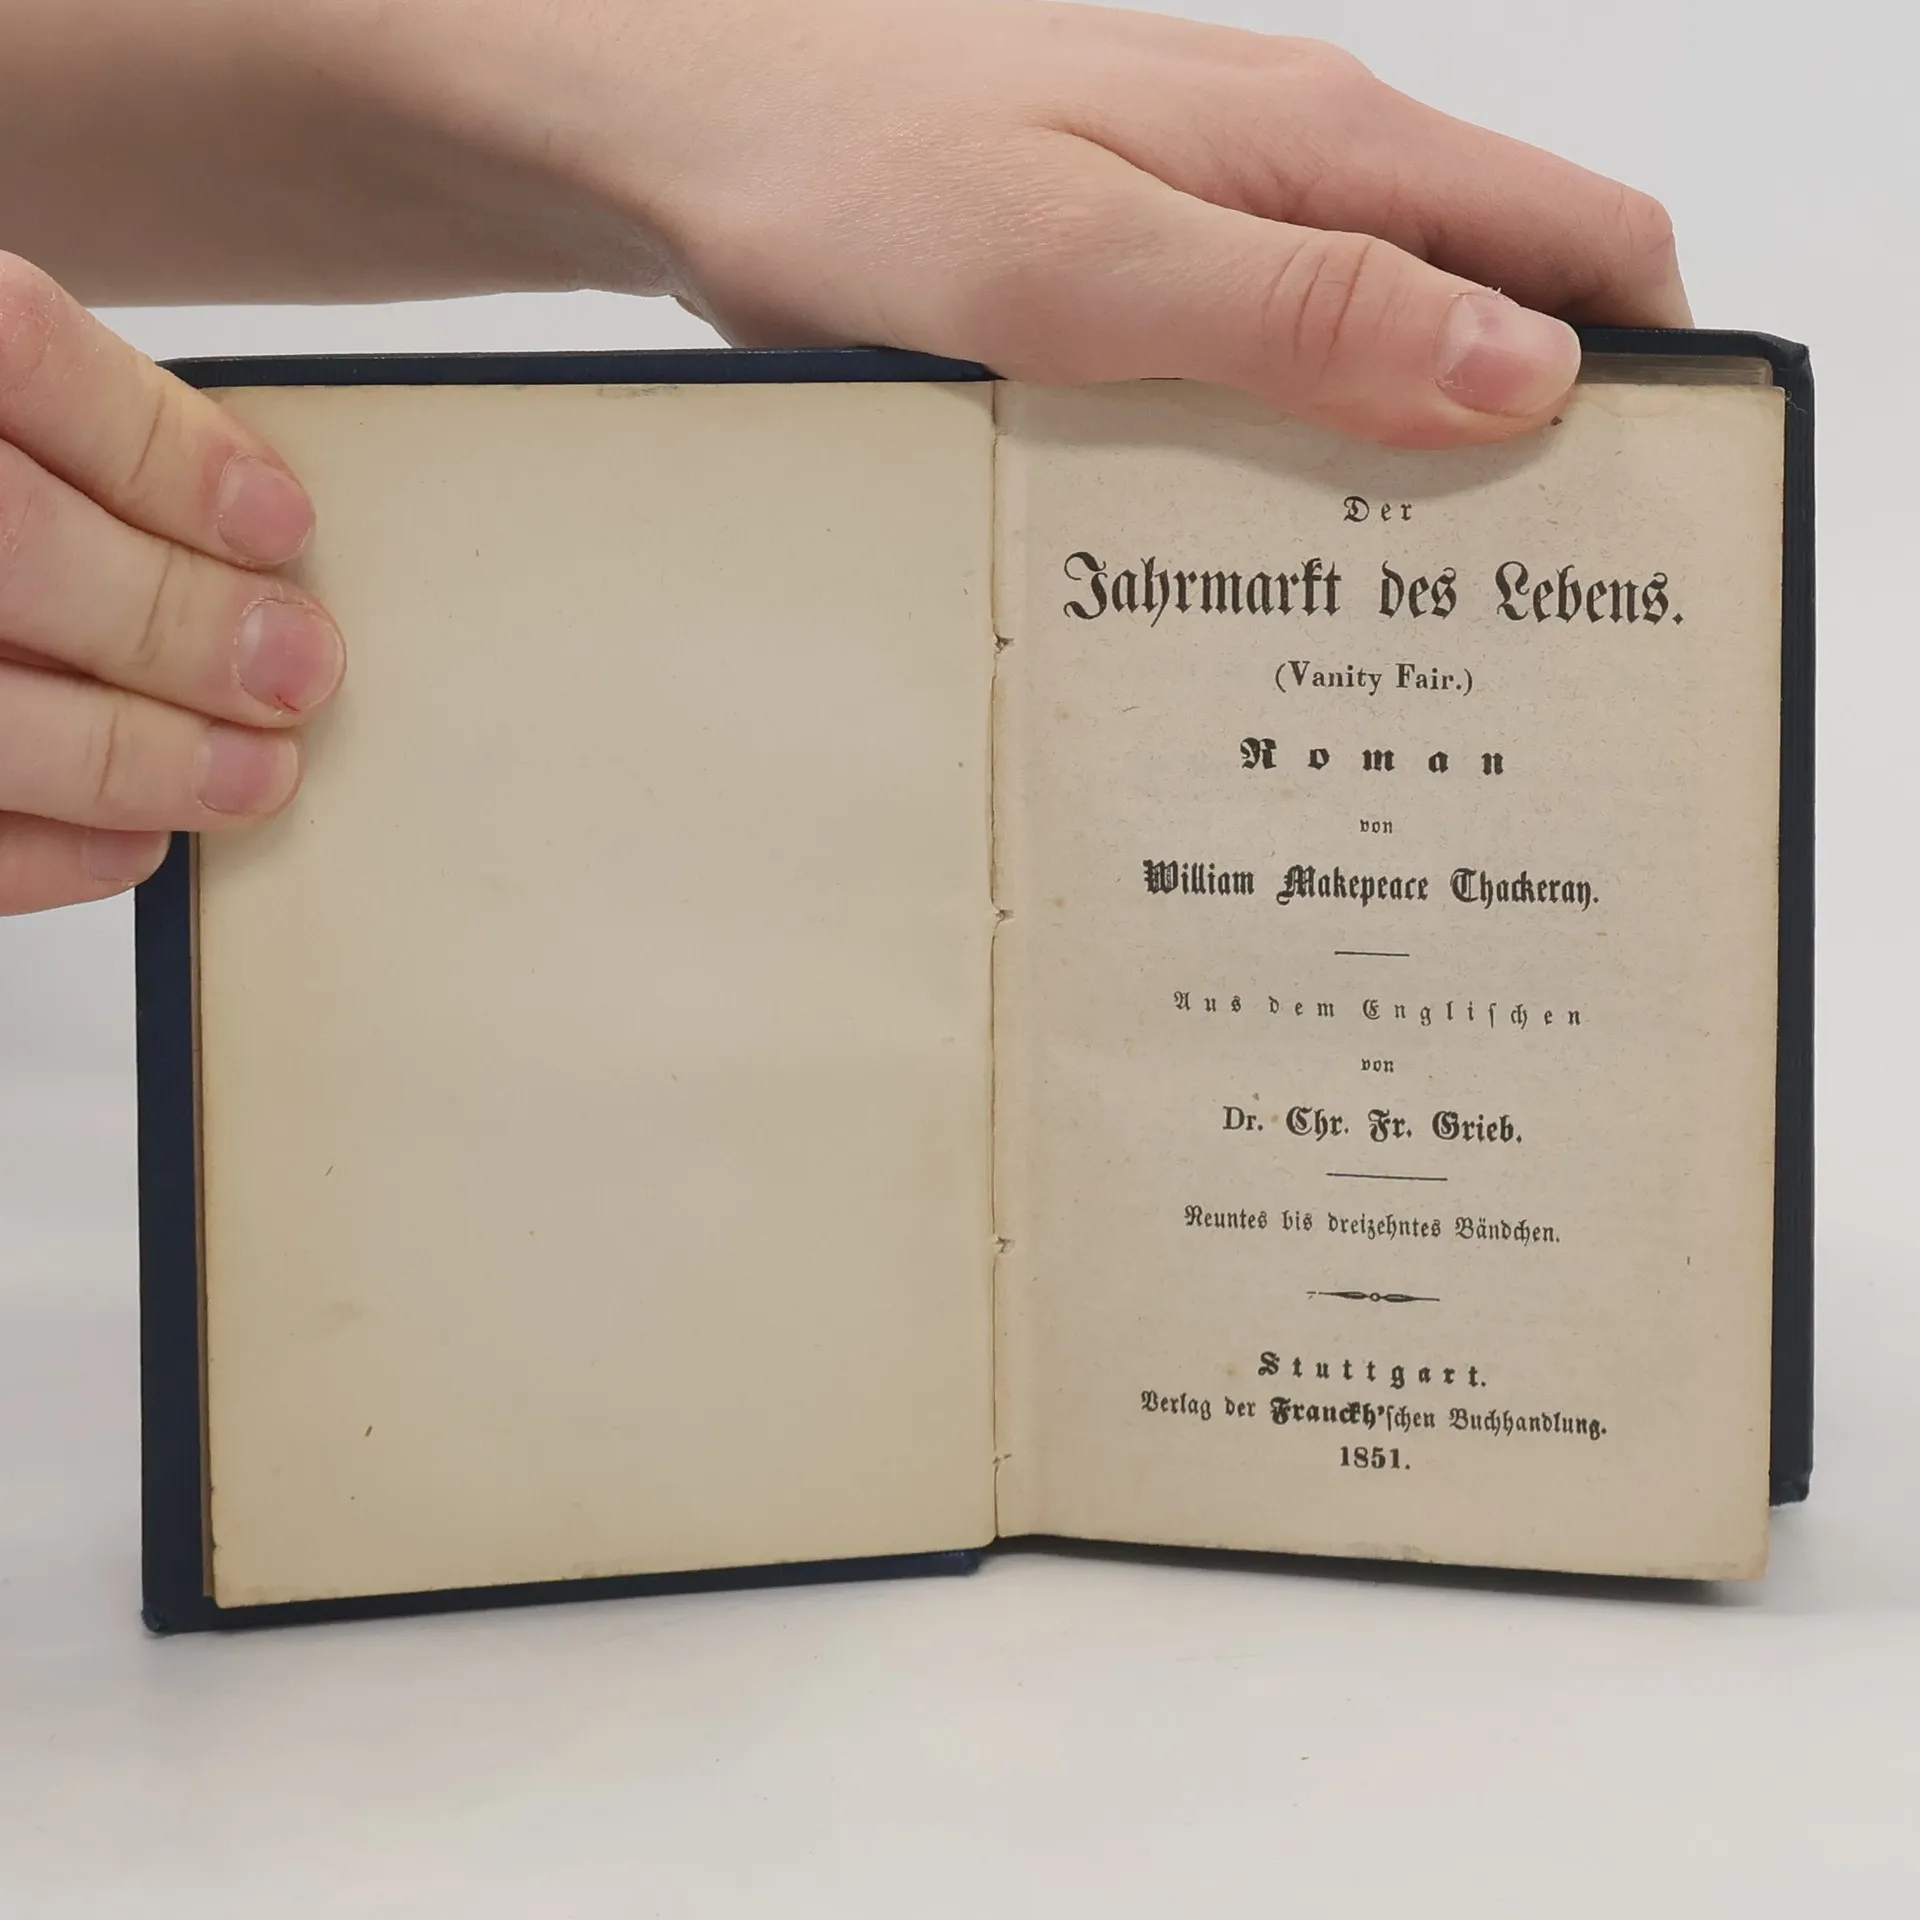 Der
Jahrmarkt des Lebens.
(Vanity Fair.)
Roman
von
William Makepeace Thackeray.
Aus dem Engliſchen
von
Dr. Chr. Fr. Grieb.
Neuntes bis dreizehntes Bändchen.
Stuttgart.
Verlag der Franckh'ſchen Buchhandlung.
1851.